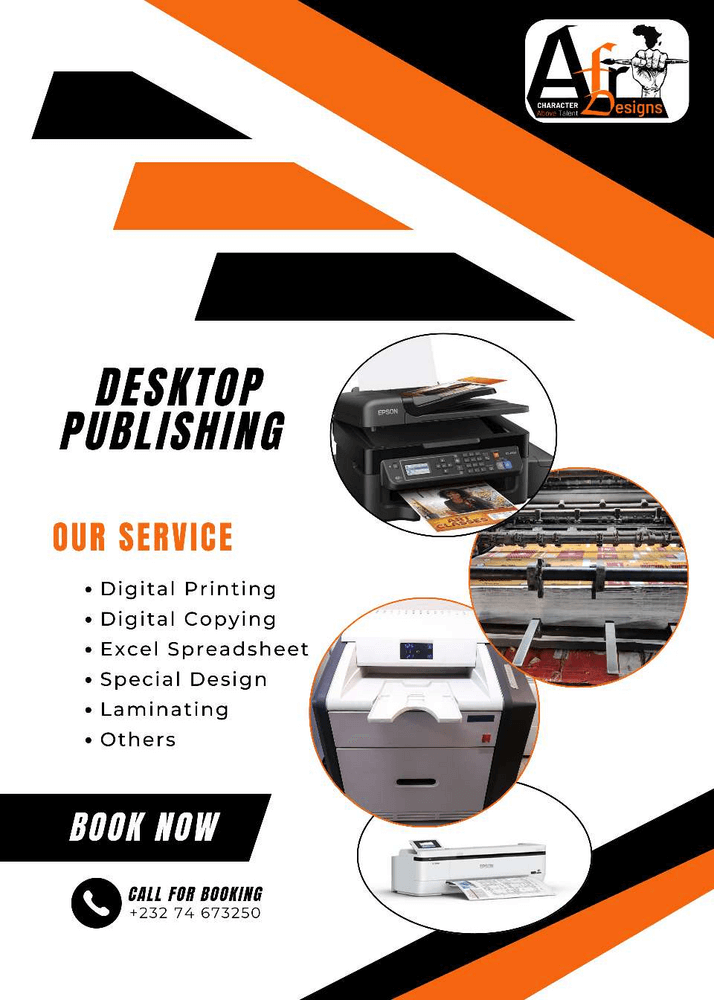 Afr
CHARACTER
Above Talent
Designs
DESKTOP
PUBLISHING
EPSON
OUR SERVICE
• Digital Printing
• Digital Copying
• Excel Spreadsheet
• Special Design
• Laminating
• Others
BOOK NOW
CALL FOR BOOKING
+232 74 673250